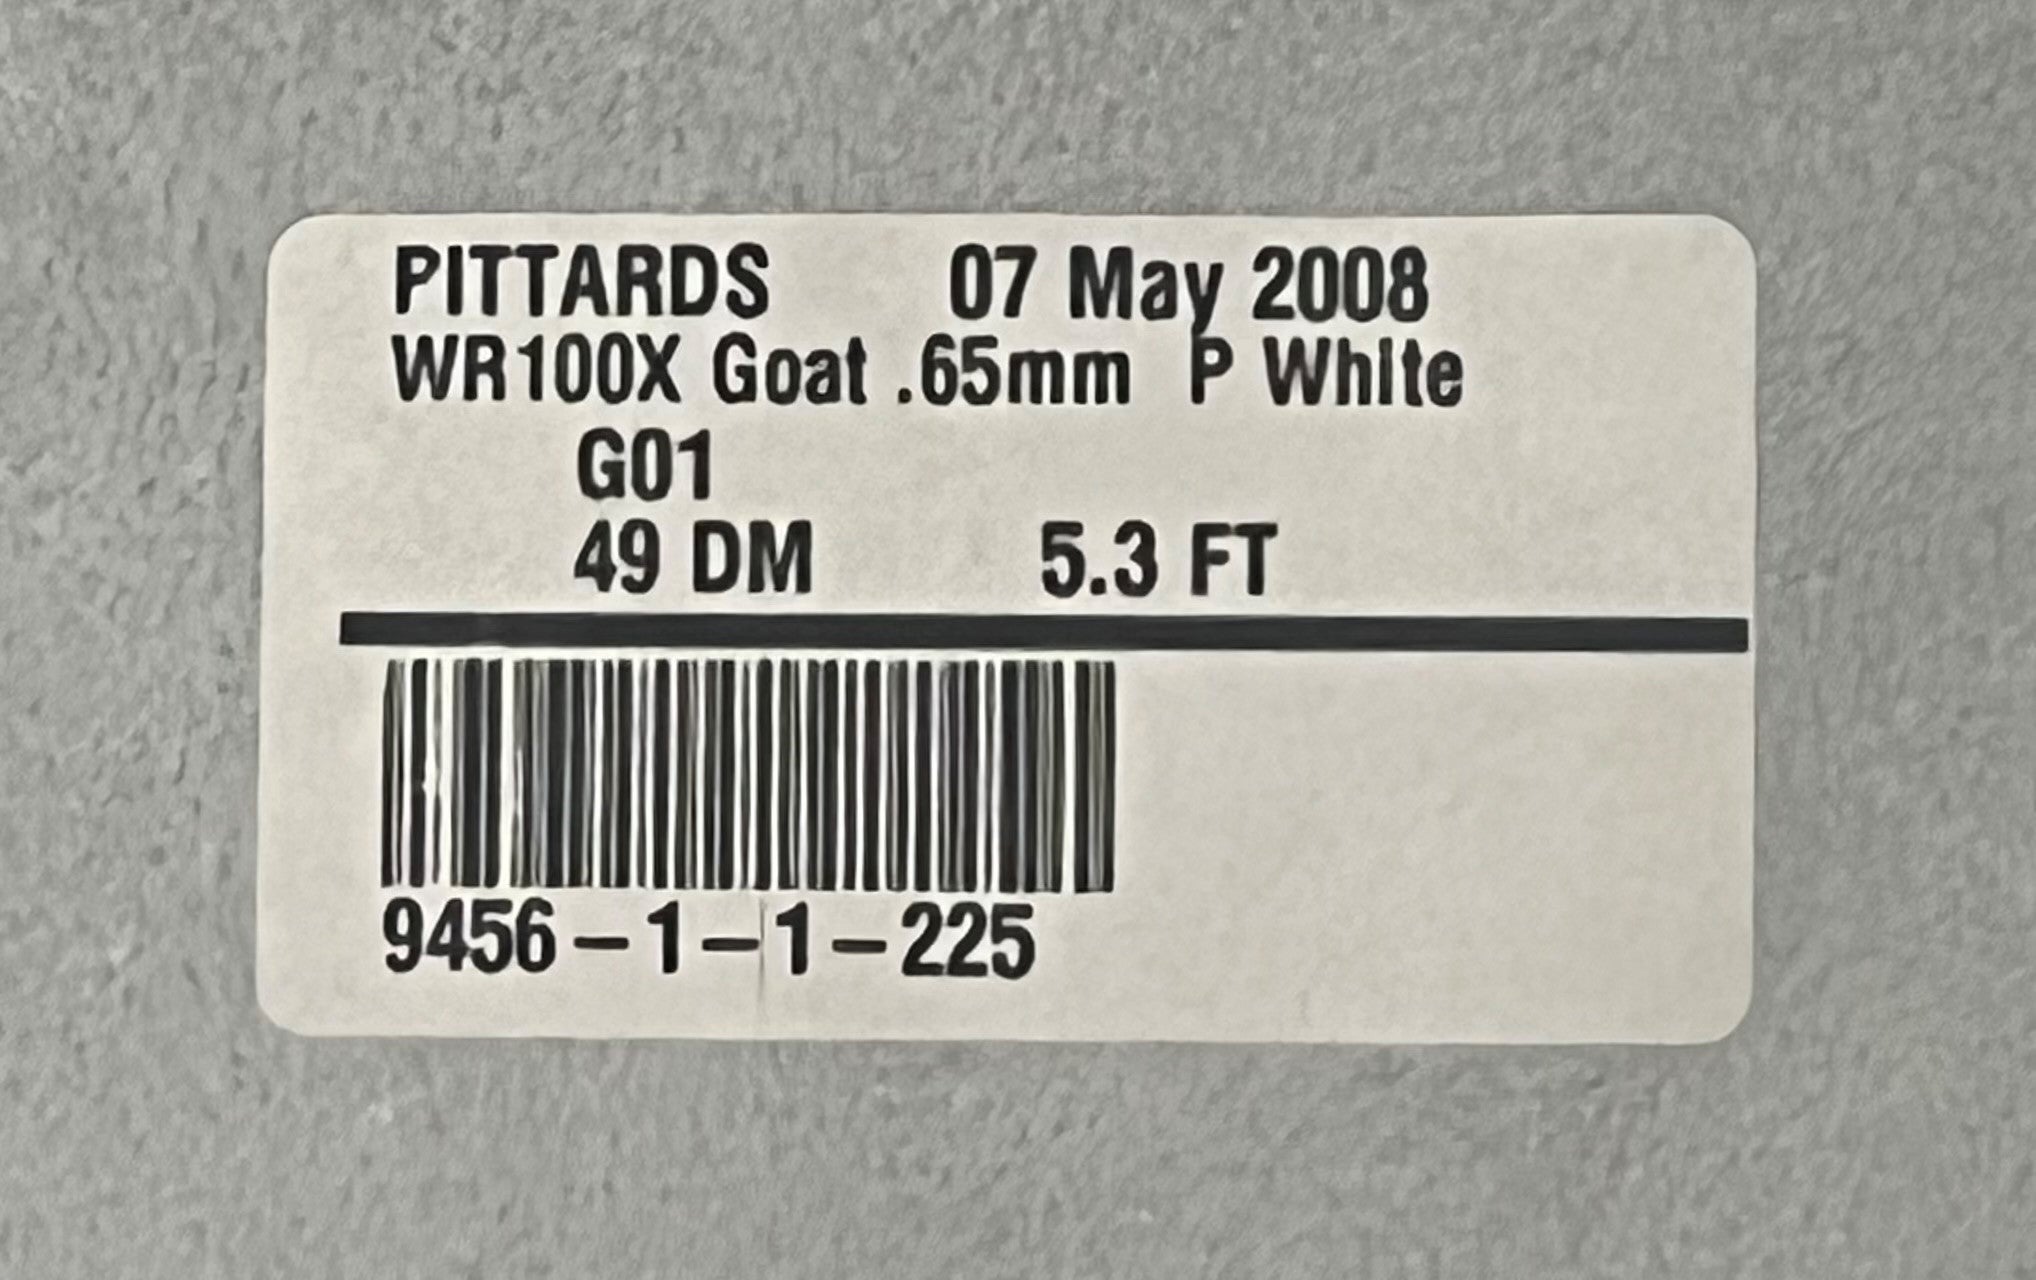 PITTARDS 07 May 2008
WR100X Goat .65mm P White
G01
49 DM 5.3 FT
9456-1-1-225